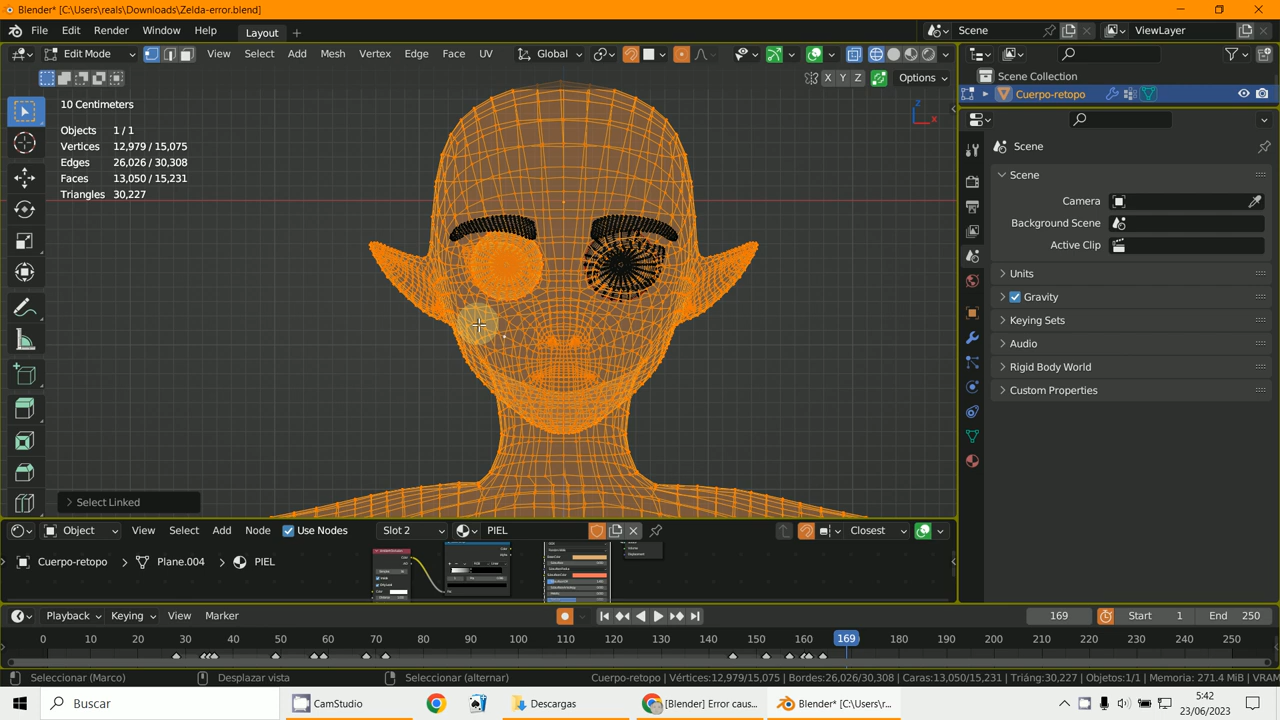 Blender* [C:\Users\reals\Downloads\Zelda-error.blend]
File Edit Render Window Help Layout + Scene ViewLayer
Edit Mode View Select Add Mesh Vertex Edge Face UV Global
X Y Z Options
10 Centimeters
Objects 1 / 1
Vertices 12,979 / 15,075
Edges 26,026 / 30,308
Faces 13,050 / 15,231
Triangles 30,227
Z
X
Select Linked
Scene Collection
Cuerpo-retopo
Scene
Scene
Camera
Background Scene
Active Clip
Units
Gravity
Keying Sets
Audio
Rigid Body World
Custom Properties
Object View Select Add Node Use Nodes Slot 2 PIEL Closest
Cuerpo-retopo > Plane.004 > PIEL
Playback Keying View Marker 169 Start 1 End 250
0 10 20 30 40 50 60 70 80 90 100 110 120 130 140 150 160 169 180 190 200 210 220 230 240 250
Seleccionar (Marco) Desplazar vista Seleccionar (alternar) Cuerpo-retopo | Vértices:12,979/15,075 | Bordes:26,026/30,308 | Caras:13,050/15,231 | Triáng:30,227 | Objetos:1/1 | Memoria: 271.4 MiB | VRAM
Buscar CamStudio Descargas [Blender] Error caus... Blender* [C:\Users\r...
5:42
23/06/2023